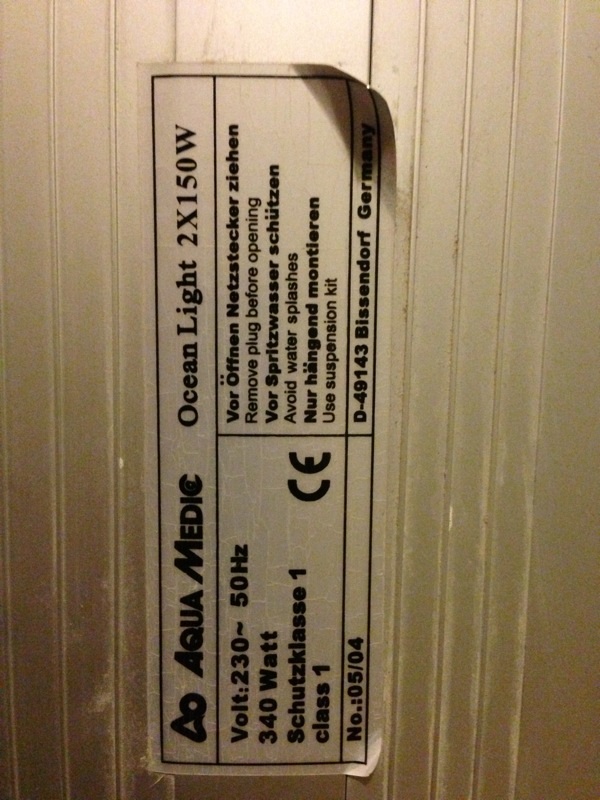 AQUA MEDIC Ocean Light 2X150W
Volt:230~ 50Hz
340 Watt
Schutzklasse 1
class 1
CE
Vor Öffnen Netzstecker ziehen
Remove plug before opening
Vor Spritzwasser schützen
Avoid water splashes
Nur hängend montieren
Use suspension kit
No.:05/04
D-49143 Bissendorf Germany